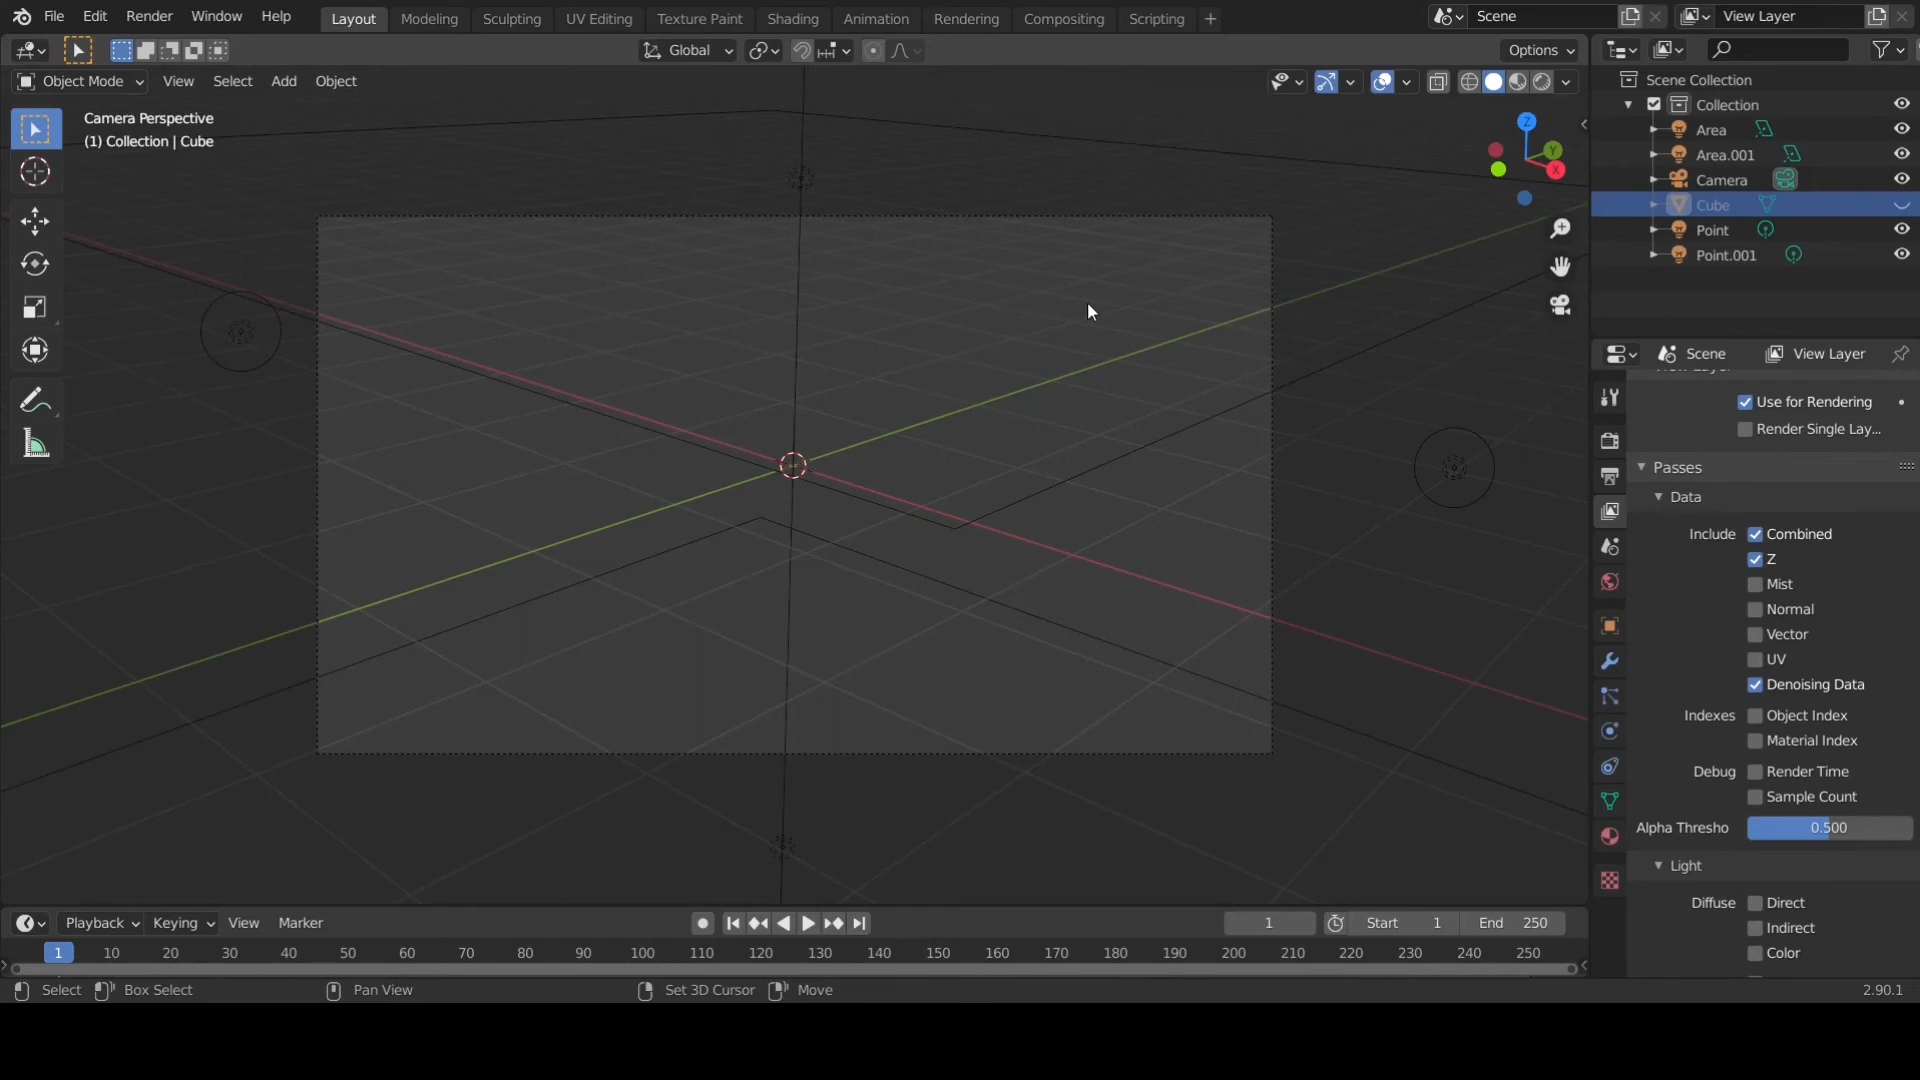 File Edit Render Window Help Layout Modeling Sculpting UV Editing Texture Paint Shading Animation Rendering Compositing Scripting + Scene View Layer
Global Options
Object Mode View Select Add Object
Camera Perspective
(1) Collection | Cube
Z
Y
X
Scene Collection
Collection
Area
Area.001
Camera
Cube
Point
Point.001
Scene View Layer
Use for Rendering
Render Single Lay...
Passes
Data
Include Combined
Z
Mist
Normal
Vector
UV
Denoising Data
Indexes Object Index
Material Index
Debug Render Time
Sample Count
Alpha Thresho 0.500
Light
Diffuse Direct
Indirect
Color
Playback Keying View Marker 1 Start 1 End 250
1 10 20 30 40 50 60 70 80 90 100 110 120 130 140 150 160 170 180 190 200 210 220 230 240 250
Select Box Select Pan View Set 3D Cursor Move 2.90.1